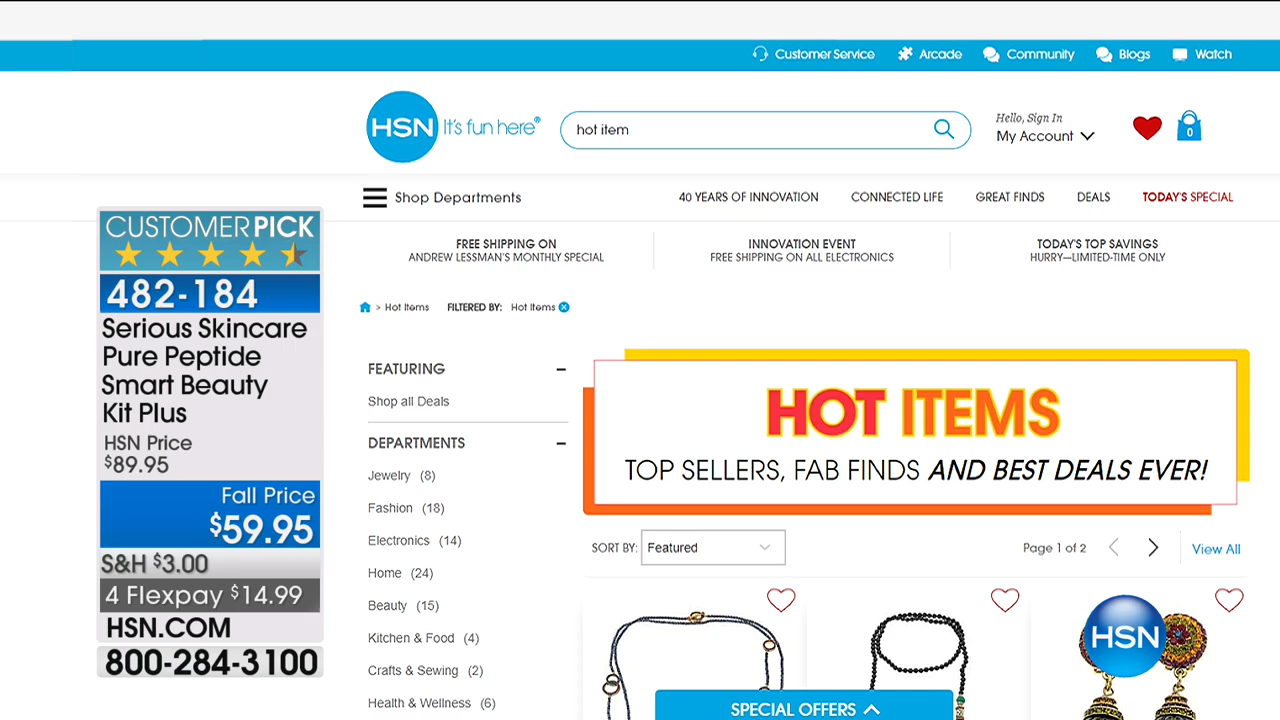 Customer Service
Arcade
Community
Blogs
Watch
HSN It's fun here®
hot item
Hello, Sign In
My Account
0
Shop Departments
40 YEARS OF INNOVATION
CONNECTED LIFE
GREAT FINDS
DEALS
TODAY'S SPECIAL
FREE SHIPPING ON
ANDREW LESSMAN'S MONTHLY SPECIAL
INNOVATION EVENT
FREE SHIPPING ON ALL ELECTRONICS
TODAY'S TOP SAVINGS
HURRY—LIMITED-TIME ONLY
CUSTOMER PICK
482-184
Serious Skincare
Pure Peptide
Smart Beauty
Kit Plus
HSN Price
$89.95
Fall Price
$59.95
S&H $3.00
4 Flexpay $14.99
HSN.COM
800-284-3100
> Hot Items FILTERED BY: Hot Items
FEATURING
Shop all Deals
DEPARTMENTS
Jewelry (8)
Fashion (18)
Electronics (14)
Home (24)
Beauty (15)
Kitchen & Food (4)
Crafts & Sewing (2)
Health & Wellness (6)
HOT ITEMS
TOP SELLERS, FAB FINDS AND BEST DEALS EVER!
SORT BY: Featured
Page 1 of 2
View All
HSN
SPECIAL OFFERS